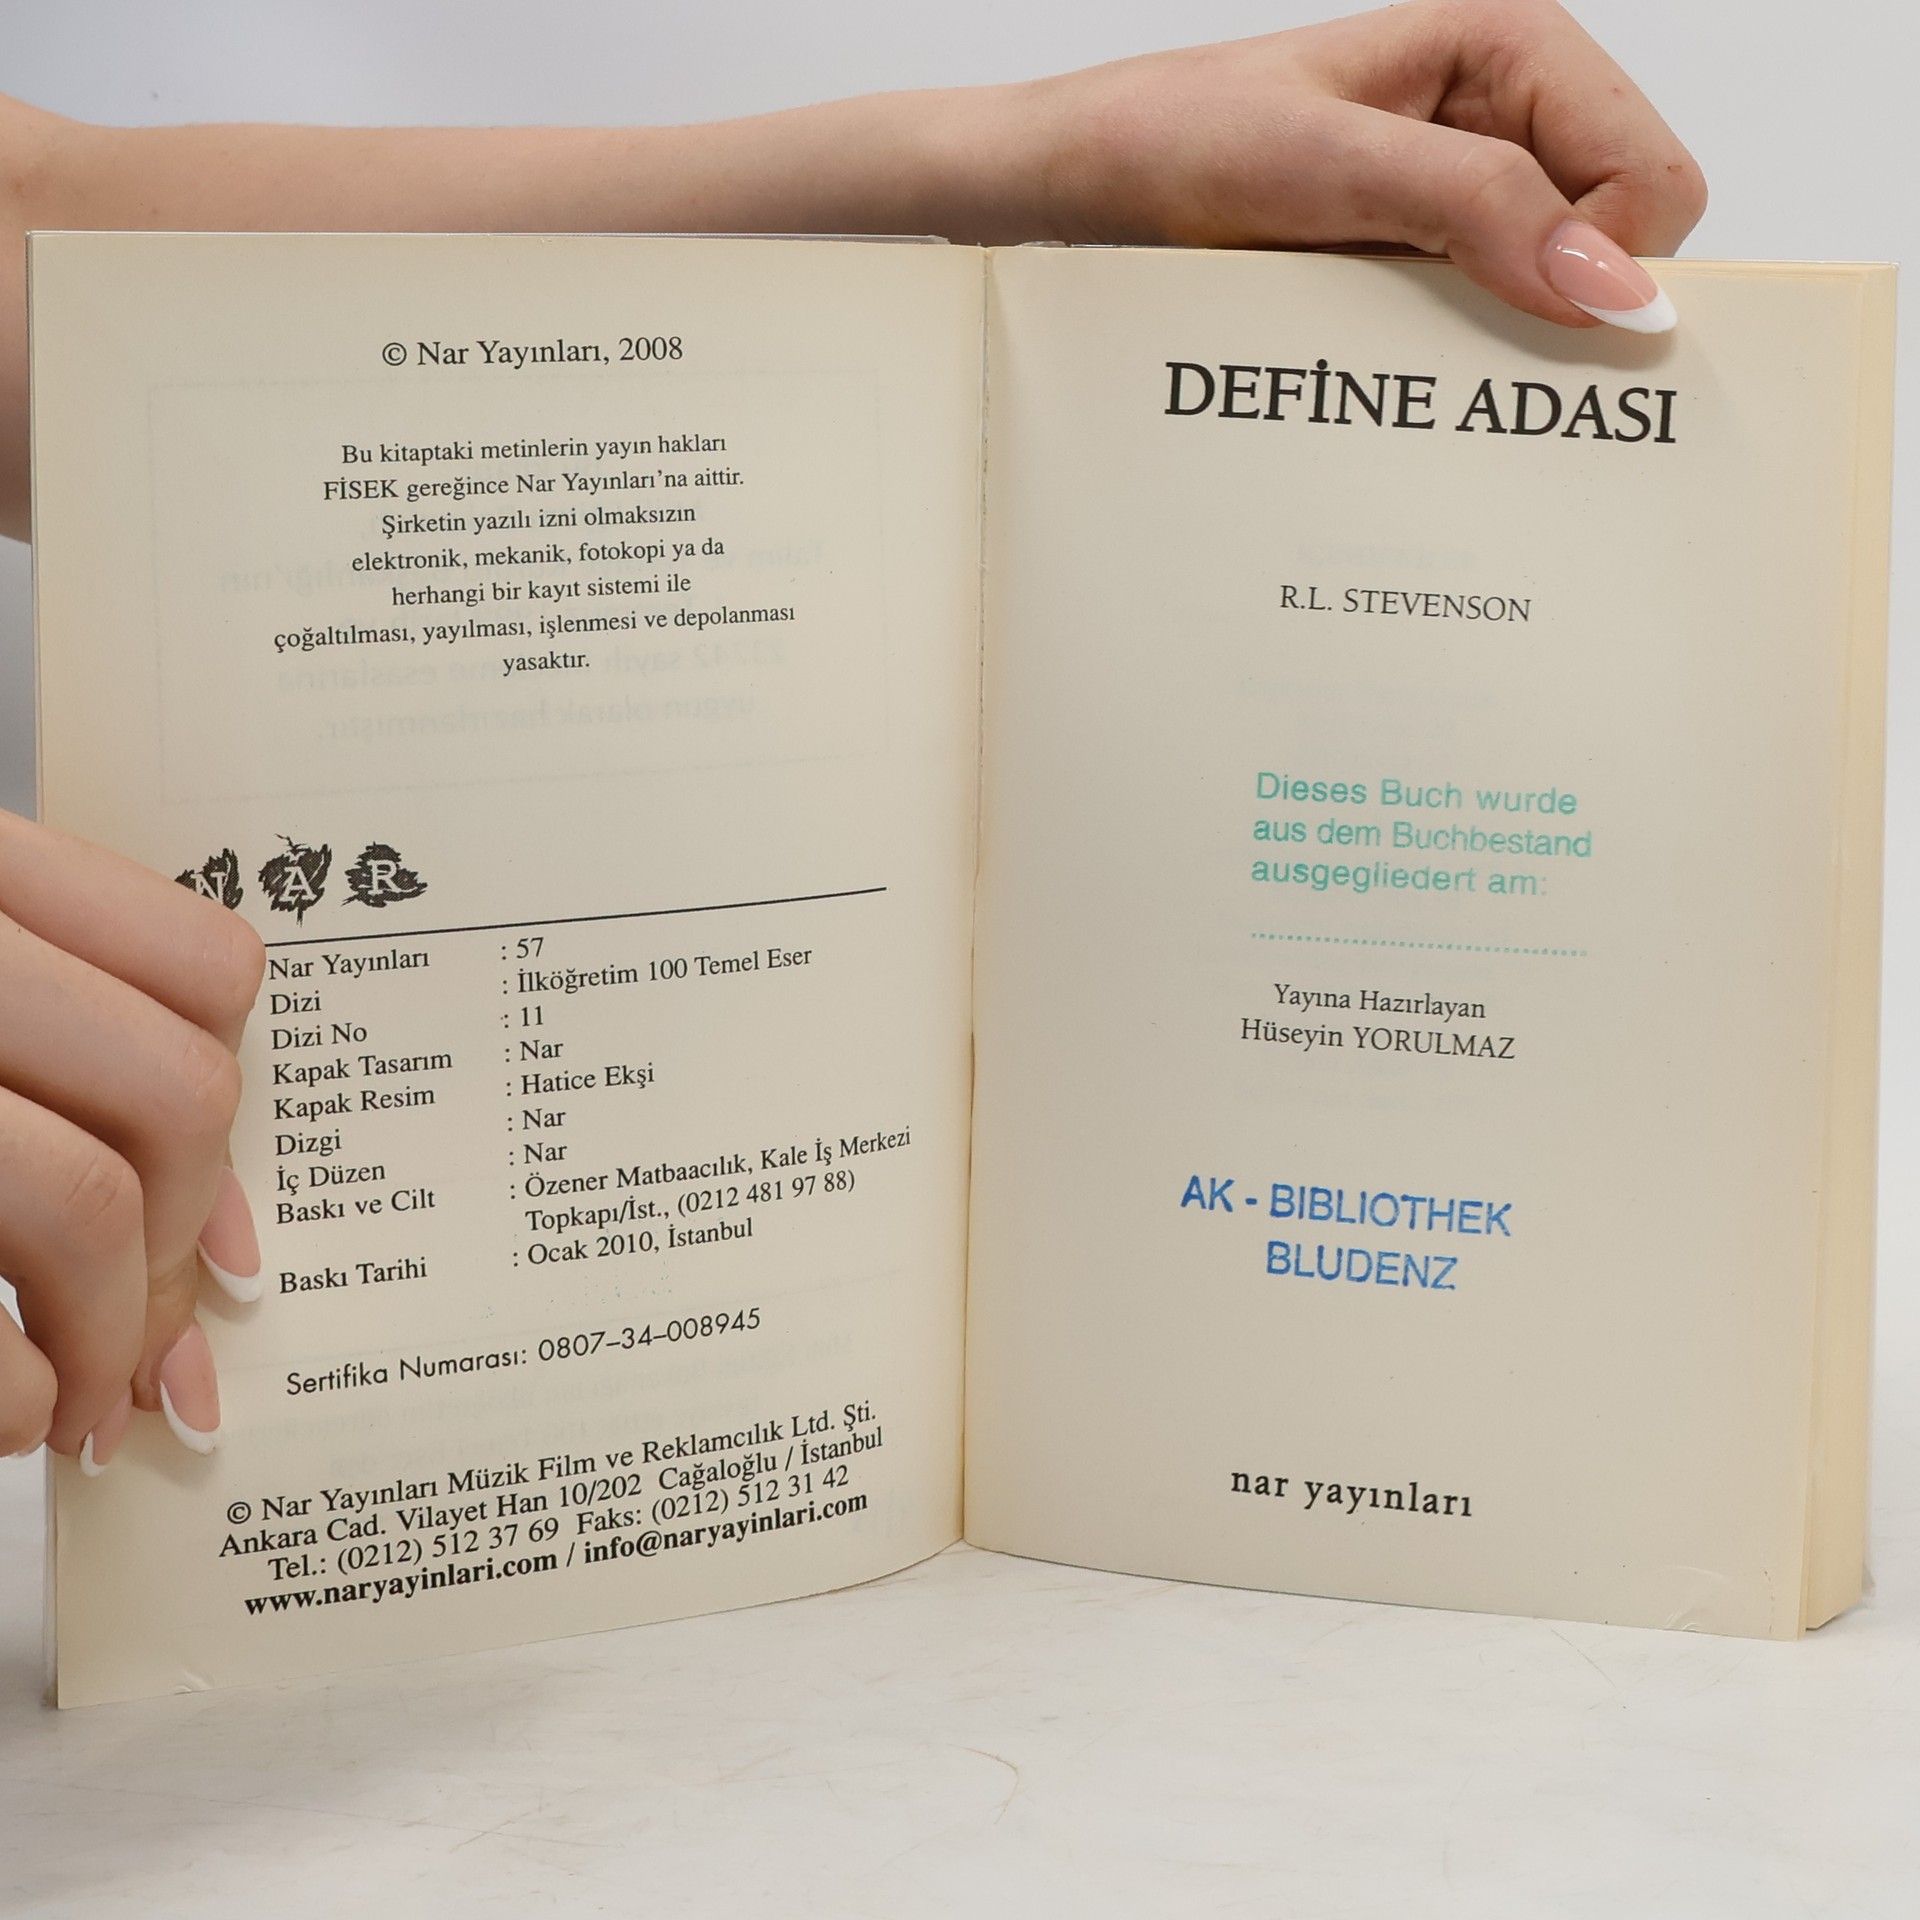 © Nar Yayınları, 2008
Bu kitaptaki metinlerin yayın hakları
FİSEK gereğince Nar Yayınları'na aittir.
Şirketin yazılı izni olmaksızın
elektronik, mekanik, fotokopi ya da
herhangi bir kayıt sistemi ile
çoğaltılması, yayılması, işlenmesi ve depolanması
yasaktır.
NAR
Nar Yayınları : 57
Dizi : İlköğretim 100 Temel Eser
Dizi No : 11
Kapak Tasarım : Nar
Kapak Resim : Hatice Ekşi
Dizgi : Nar
İç Düzen : Nar
Baskı ve Cilt : Özener Matbaacılık, Kale İş Merkezi
Topkapı/İst., (0212 481 97 88)
Baskı Tarihi : Ocak 2010, İstanbul
Sertifika Numarası: 0807–34–008945
© Nar Yayınları Müzik Film ve Reklamcılık Ltd. Şti.
Ankara Cad. Vilayet Han 10/202 Cağaloğlu / İstanbul
Tel.: (0212) 512 37 69 Faks: (0212) 512 31 42
www.naryayinlari.com / info@naryayinlari.com
DEFİNE ADASI
R.L. STEVENSON
Dieses Buch wurde
aus dem Buchbestand
ausgegliedert am:
Yayına Hazırlayan
Hüseyin YORULMAZ
AK - BIBLIOTHEK
BLUDENZ
nar yayınları